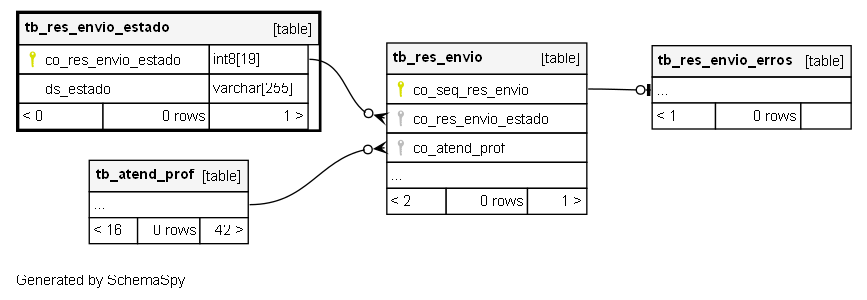 tb_res_envio_estado [table]
co_res_envio_estado int8[19]
ds_estado varchar[255]
< 0 0 rows 1 >
tb_atend_prof [table]
...
< 16 0 rows 42 >
tb_res_envio [table]
co_seq_res_envio
co_res_envio_estado
co_atend_prof
...
< 2 0 rows 1 >
tb_res_envio_erros [table]
...
< 1 0 rows
Generated by SchemaSpy